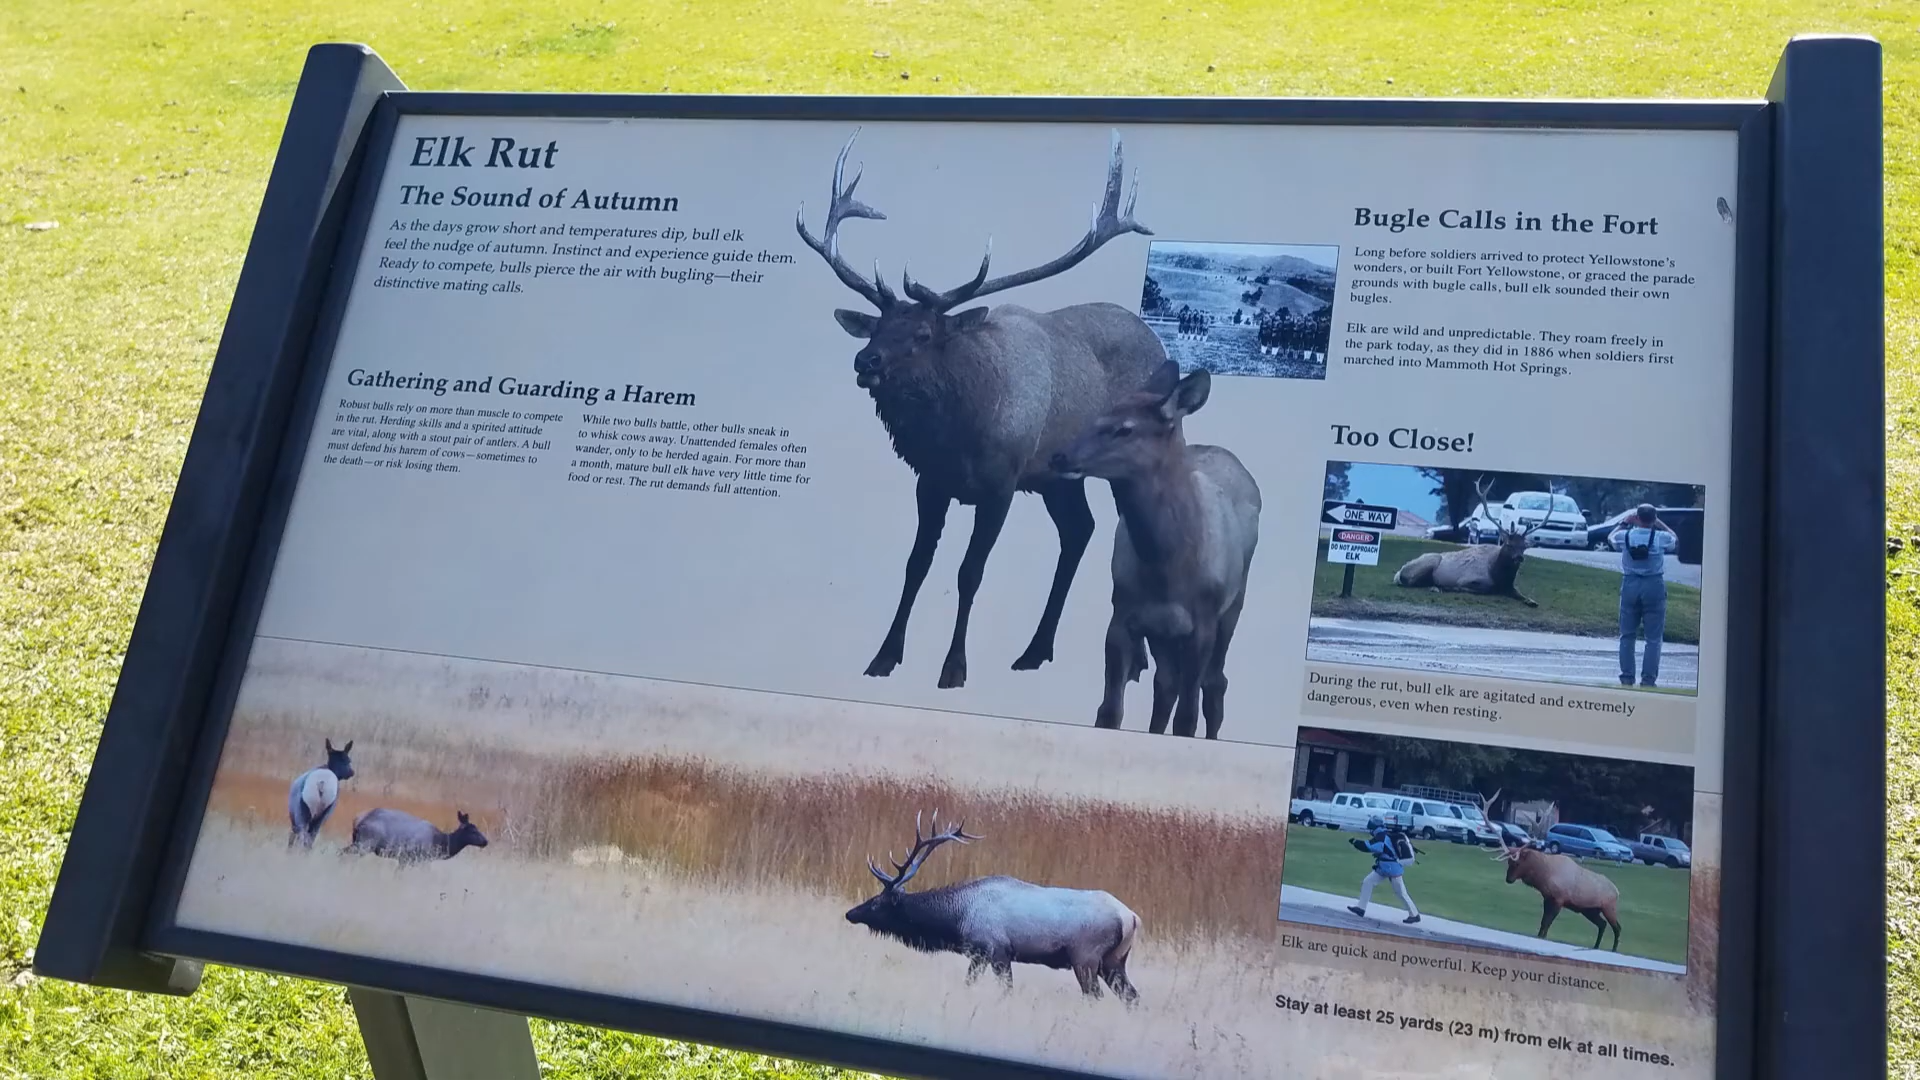 Elk Rut
The Sound of Autumn
As the days grow short and temperatures dip, bull elk
feel the nudge of autumn. Instinct and experience guide them.
Ready to compete, bulls pierce the air with bugling—their
distinctive mating calls.
Gathering and Guarding a Harem
Robust bulls rely on more than muscle to compete
in the rut. Herding skills and a spirited attitude
are vital, along with a stout pair of antlers. A bull
must defend his harem of cows—sometimes to
the death—or risk losing them.
While two bulls battle, other bulls sneak in
to whisk cows away. Unattended females often
wander, only to be herded again. For more than
a month, mature bull elk have very little time for
food or rest. The rut demands full attention.
Bugle Calls in the Fort
Long before soldiers arrived to protect Yellowstone's
wonders, or built Fort Yellowstone, or graced the parade
grounds with bugle calls, bull elk sounded their own
bugles.
Elk are wild and unpredictable. They roam freely in
the park today, as they did in 1886 when soldiers first
marched into Mammoth Hot Springs.
Too Close!
ONE WAY
DANGER
DO NOT APPROACH
ELK
During the rut, bull elk are agitated and extremely
dangerous, even when resting.
Elk are quick and powerful. Keep your distance.
Stay at least 25 yards (23 m) from elk at all times.